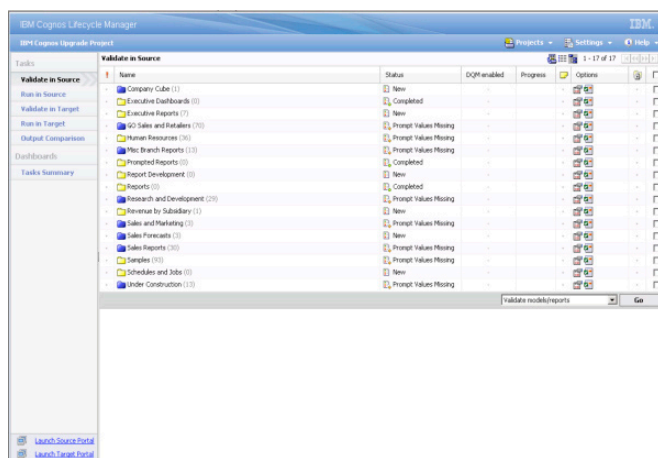 IBM Cognos Lifecycle Manager IBM.
IBM Cognos Upgrade Project Projects Settings Help
Tasks
Validate in Source
Run in Source
Validate in Target
Run in Target
Output Comparison
Dashboards
Tasks Summary
Validate in Source 1 - 17 of 17
! Name Status DQM enabled Progress Options
Company Cube (1) New
Executive Dashboards (0) Completed
Executive Reports (7) New
GO Sales and Retailers (70) Prompt Values Missing
Human Resources (36) Prompt Values Missing
Misc Branch Reports (13) Prompt Values Missing
Prompted Reports (0) Completed
Report Development (0) New
Reports (0) Completed
Research and Development (29) Prompt Values Missing
Revenue by Subsidiary (1) New
Sales and Marketing (3) Prompt Values Missing
Sales Forecasts (3) New
Sales Reports (30) Prompt Values Missing
Samples (93) Prompt Values Missing
Schedules and Jobs (0) New
Under Construction (13) Prompt Values Missing
Validate models/reports Go
Launch Source Portal
Launch Target Portal